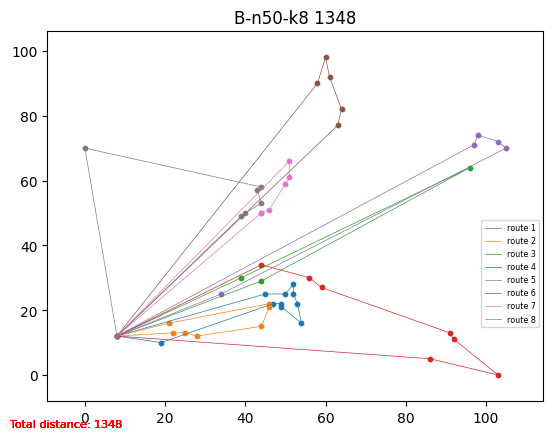 B-n50-k8 1348
100
80
60
40
20
0
0 20 40 60 80 100
route 1
route 2
route 3
route 4
route 5
route 6
route 7
route 8
Total distance: 1348